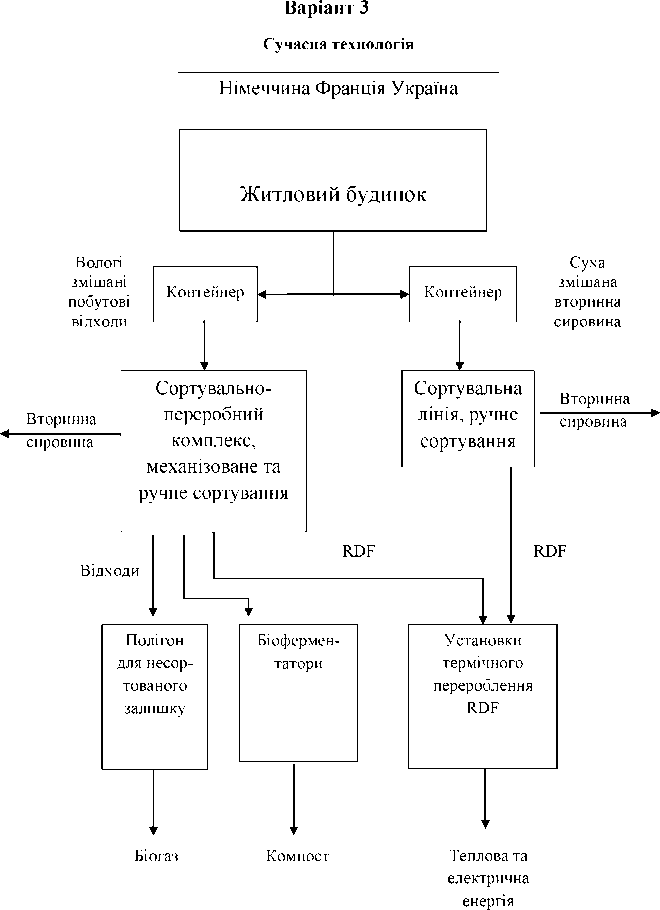 Варіант 3
Сучасна технологія
Німеччина Франція Україна
Житловий будинок
Вологі
змішані
побутові
відходи
Контейнер
Контейнер
Суха
змішана
вторинна
сировина
Сортувально-
переробний
комплекс,
механізоване та
ручне сортування
Сортувальна
лінія, ручне
сортування
Вторинна
сировина
Вторинна
сировина
Відходи
RDF
RDF
Полігон
для несор-
тованого
залишку
Біофермен-
татори
Установки
термічного
перероблення
RDF
Біогаз
Компост
Теплова та
електрична
енергія